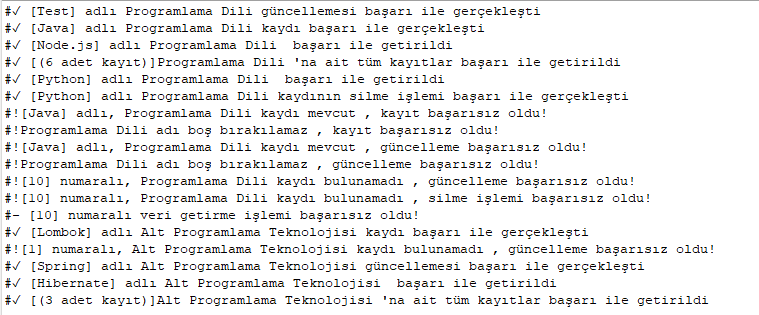 #✓ [Test] adlı Programlama Dili güncellemesi başarı ile gerçekleşti
#✓ [Java] adlı Programlama Dili kaydı başarı ile gerçekleşti
#✓ [Node.js] adlı Programlama Dili  başarı ile getirildi
#✓ [(6 adet kayıt)]Programlama Dili 'na ait tüm kayıtlar başarı ile getirildi
#✓ [Python] adlı Programlama Dili  başarı ile getirildi
#✓ [Python] adlı Programlama Dili kaydının silme işlemi başarı ile gerçekleşti
#![Java] adlı, Programlama Dili kaydı mevcut , kayıt başarısız oldu!
#!Programlama Dili adı boş bırakılamaz , kayıt başarısız oldu!
#![Java] adlı, Programlama Dili kaydı mevcut , güncelleme başarısız oldu!
#!Programlama Dili adı boş bırakılamaz , güncelleme başarısız oldu!
#![10] numaralı, Programlama Dili kaydı bulunamadı , güncelleme başarısız oldu!
#![10] numaralı, Programlama Dili kaydı bulunamadı , silme işlemi başarısız oldu!
#- [10] numaralı veri getirme işlemi başarısız oldu!
#✓ [Lombok] adlı Alt Programlama Teknolojisi kaydı başarı ile gerçekleşti
#![1] numaralı, Alt Programlama Teknolojisi kaydı bulunamadı , güncelleme başarısız oldu!
#✓ [Spring] adlı Alt Programlama Teknolojisi güncellemesi başarı ile gerçekleşti
#✓ [Hibernate] adlı Alt Programlama Teknolojisi  başarı ile getirildi
#✓ [(3 adet kayıt)]Alt Programlama Teknolojisi 'na ait tüm kayıtlar başarı ile getirildi